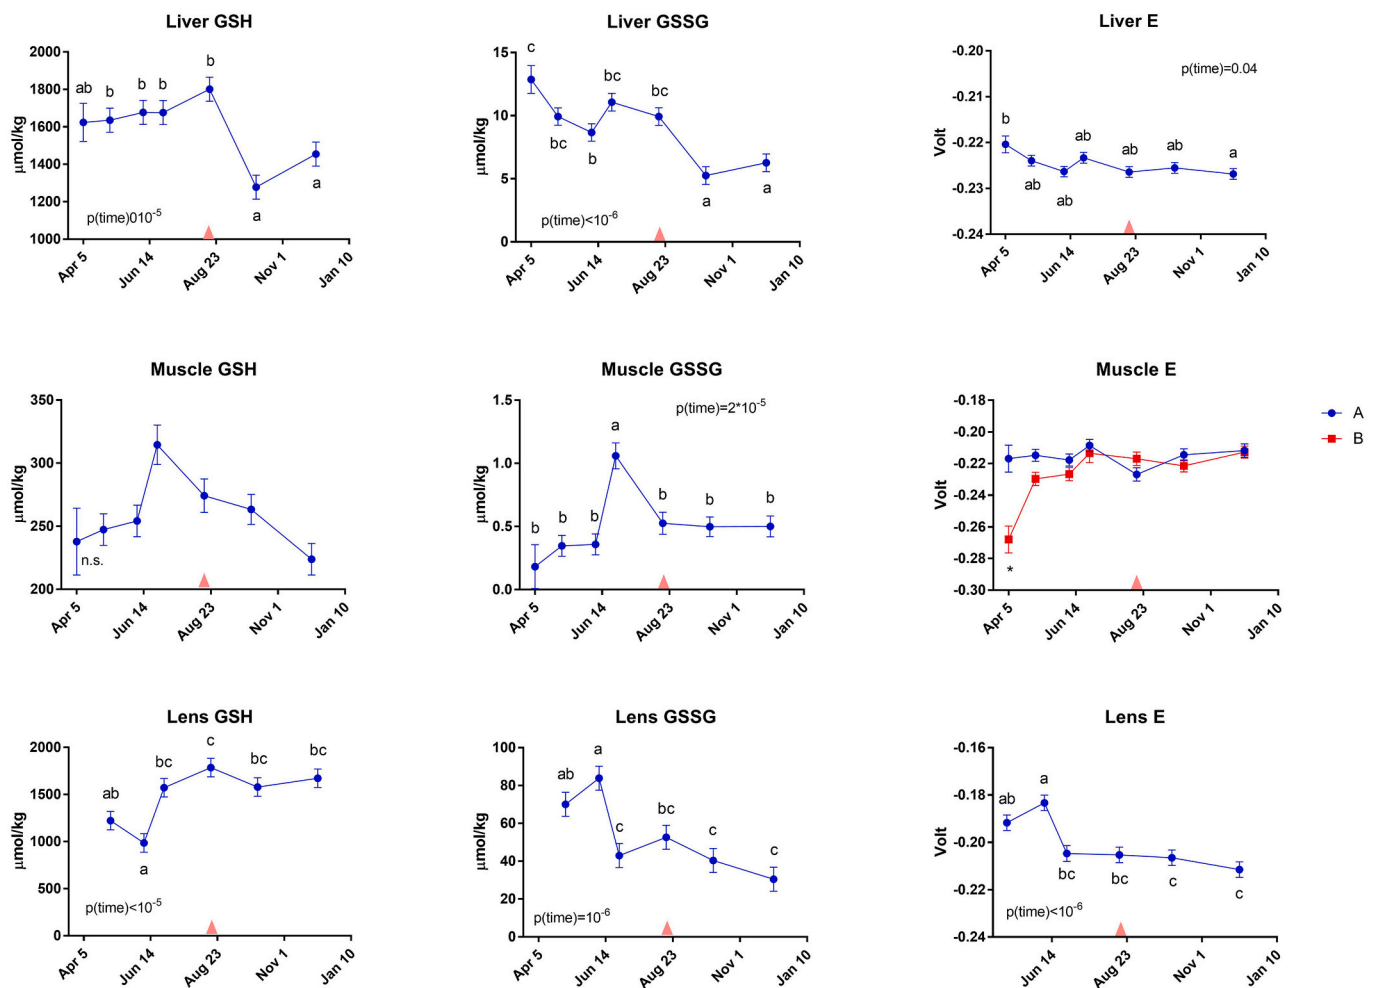 Liver GSH
2000
1800
1600
1400
1200
1000
µmol/kg
ab
b
b
b
b
a
a
p(time)010-5
Apr 5
Jun 14
Aug 23
Nov 1
Jan 10
Liver GSSG
15
10
5
0
µmol/kg
c
bc
b
bc
bc
a
a
p(time)<10-6
Apr 5
Jun 14
Aug 23
Nov 1
Jan 10
Liver E
-0.20
-0.21
-0.22
-0.23
-0.24
Volt
p(time)=0.04
b
ab
ab
ab
ab
ab
a
Apr 5
Jun 14
Aug 23
Nov 1
Jan 10
Muscle GSH
350
300
250
200
µmol/kg
n.s.
Apr 5
Jun 14
Aug 23
Nov 1
Jan 10
Muscle GSSG
1.5
1.0
0.5
0.0
µmol/kg
p(time)=2*10-5
b
b
b
a
b
b
b
Apr 5
Jun 14
Aug 23
Nov 1
Jan 10
Muscle E
-0.18
-0.20
-0.22
-0.24
-0.26
-0.28
-0.30
Volt
*
Apr 5
Jun 14
Aug 23
Nov 1
Jan 10
A
B
Lens GSH
2000
1500
1000
500
0
µmol/kg
ab
a
bc
c
bc
bc
p(time)<10-5
Apr 5
Jun 14
Aug 23
Nov 1
Jan 10
Lens GSSG
100
80
60
40
20
0
µmol/kg
ab
a
c
bc
c
c
p(time)=10-6
Apr 5
Jun 14
Aug 23
Nov 1
Jan 10
Lens E
-0.16
-0.18
-0.20
-0.22
-0.24
Volt
ab
a
bc
bc
c
c
p(time)<10-6
Jun 14
Aug 23
Nov 1
Jan 10